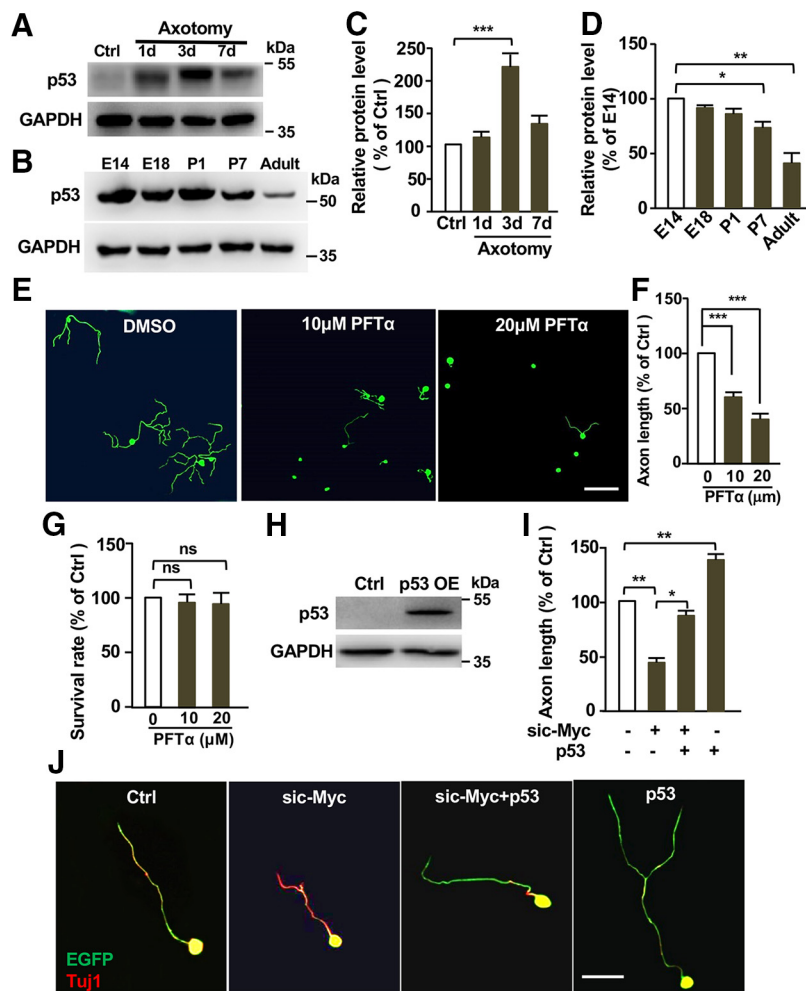 A
Axotomy
Ctrl 1d 3d 7d kDa
p53
55
GAPDH
35
B
E14 E18 P1 P7 Adult kDa
p53
50
GAPDH
35
C
Relative protein level
( % of Ctrl )
250
200
150
100
50
0
***
Ctrl 1d 3d 7d
Axotomy
D
Relative protein level
(% of E14)
150
100
50
0
**
*
E14 E18 P1 P7 Adult
E
DMSO
10μM PFTα
20μM PFTα
F
Axon length (% of Ctrl )
150
100
50
0
***
***
0 10 20
PFTα (μm)
G
Survival rate (% of Ctrl )
150
100
50
0
ns
ns
0 10 20
PFTα (μM)
H
Ctrl p53 OE kDa
p53
55
GAPDH
35
I
Axon length (% of Ctrl )
150
100
50
0
**
** *
sic-Myc - + + -
p53 - - + +
J
Ctrl
sic-Myc
sic-Myc+p53
p53
EGFP
Tuj1